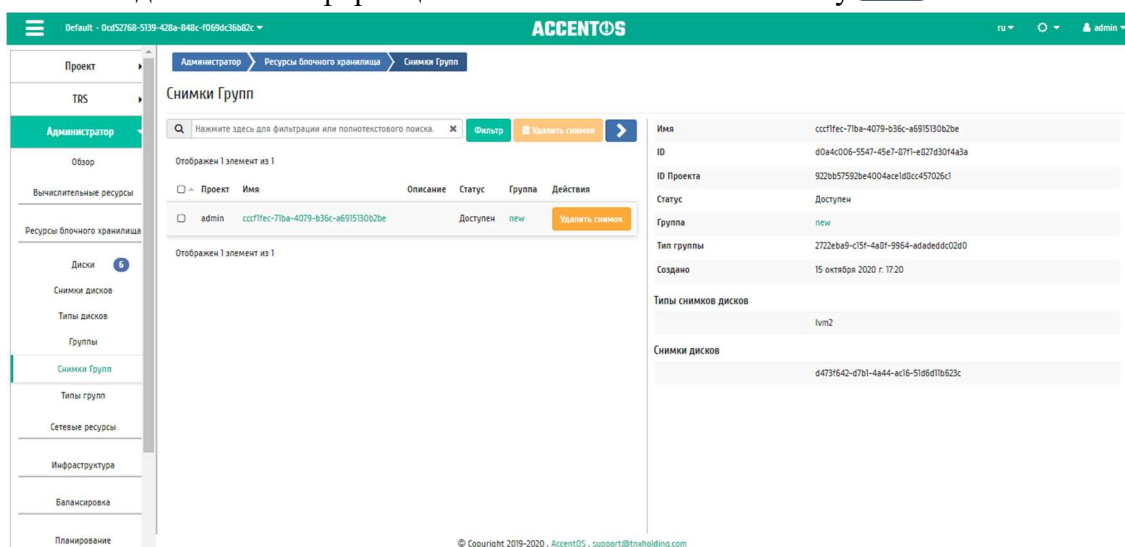 Default - 0cd52768-5139-428a-848c-f069dc36b82c
ACCENTOS
ru
admin
Проект
TRS
Администратор
Обзор
Вычислительные ресурсы
Ресурсы блочного хранилища
Диски 6
Снимки дисков
Типы дисков
Группы
Снимки Групп
Типы групп
Сетевые ресурсы
Инфраструктура
Балансировка
Планирование
Администратор Ресурсы блочного хранилища Снимки Групп
Снимки Групп
Нажмите здесь для фильтрации или полнотекстового поиска. Фильтр Удалить снимки
Отображен 1 элемент из 1
Проект Имя Описание Статус Группа Действия
admin cccf1fec-71ba-4079-b36c-a6915130b2be Доступен new Удалить снимок
Отображен 1 элемент из 1
Имя cccf1fec-71ba-4079-b36c-a6915130b2be
ID d0a4c006-5547-45e7-87f1-e827d30f4a3a
ID Проекта 922bb57592be4004ace1d8cc457026c1
Статус Доступен
Группа new
Тип группы 2722eba9-c15f-4a8f-9964-adadeddc02d0
Создано 15 октября 2020 г. 17:20
Типы снимков дисков
lvm2
Снимки дисков
d473f642-d7b1-4a44-ac16-51d6d11b623c
© Copyright 2019-2020 . AccentOS . support@tnxholding.com